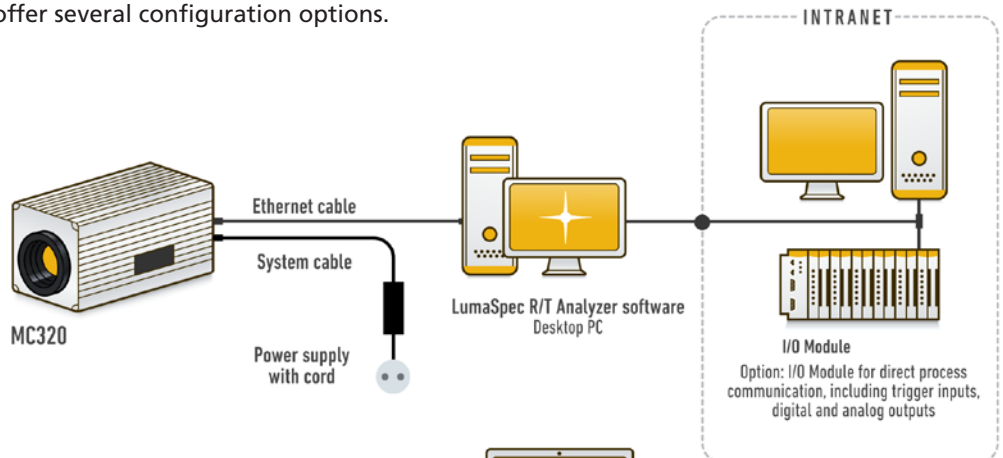 offer several configuration options.
INTRANET
Ethernet cable
System cable
MC320
Power supply
with cord
LumaSpec R/T Analyzer software
Desktop PC
I/O Module
Option: I/O Module for direct process
communication, including trigger inputs,
digital and analog outputs